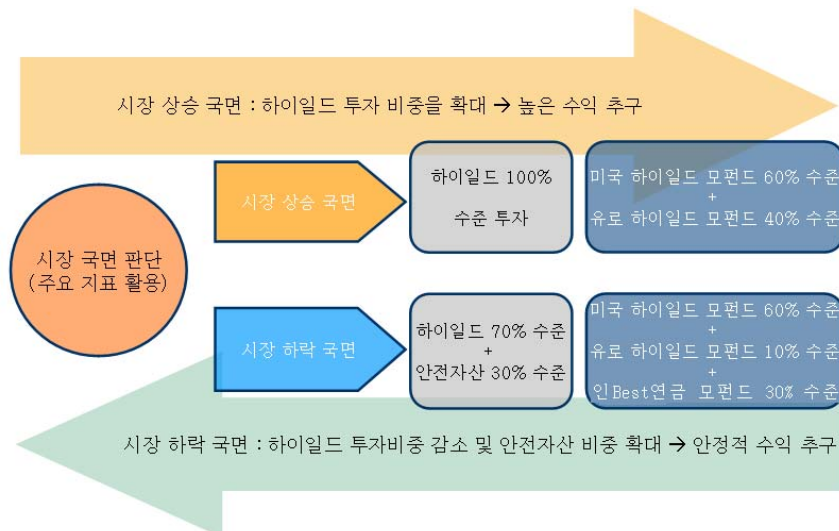 시장 상승 국면 : 하이일드 투자 비중을 확대 → 높은 수익 추구
시장 국면 판단
(주요 지표 활용)
시장 상승 국면
하이일드 100%
수준 투자
미국 하이일드 모펀드 60% 수준
+
유로 하이일드 모펀드 40% 수준
시장 하락 국면
하이일드 70% 수준
+
안전자산 30% 수준
미국 하이일드 모펀드 60% 수준
+
유로 하이일드 모펀드 10% 수준
+
인Best연금 모펀드 30% 수준
시장 하락 국면 : 하이일드 투자비중 감소 및 안전자산 비중 확대 → 안정적 수익 추구